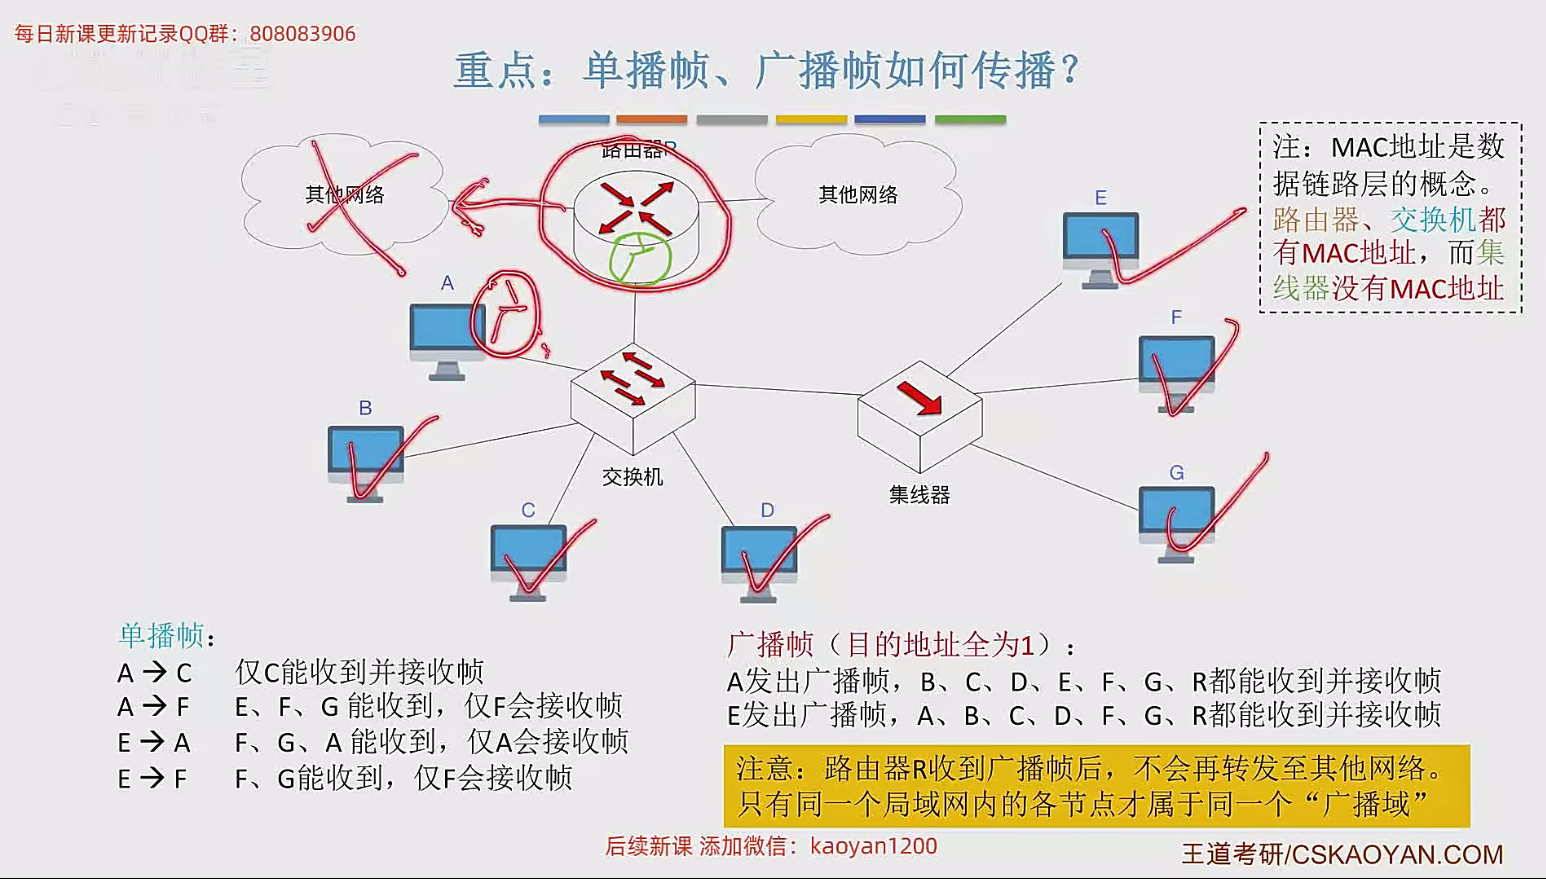 每日新课更新记录QQ群：808083906
重点：单播帧、广播帧如何传播？
路由器R
其他网络
其他网络
注：MAC地址是数
据链路层的概念。
路由器、交换机都
有MAC地址，而集
线器没有MAC地址
A
B
C
D
E
F
G
交换机
集线器
单播帧：
A→C 仅C能收到并接收帧
A→F E、F、G 能收到，仅F会接收帧
E→A F、G、A 能收到，仅A会接收帧
E→F F、G能收到，仅F会接收帧
广播帧（目的地址全为1）：
A发出广播帧，B、C、D、E、F、G、R都能收到并接收帧
E发出广播帧，A、B、C、D、F、G、R都能收到并接收帧
注意：路由器R收到广播帧后，不会再转发至其他网络。
只有同一个局域网内的各节点才属于同一个“广播域”
后续新课 添加微信：kaoyan1200
王道考研/CSKAOYAN.COM